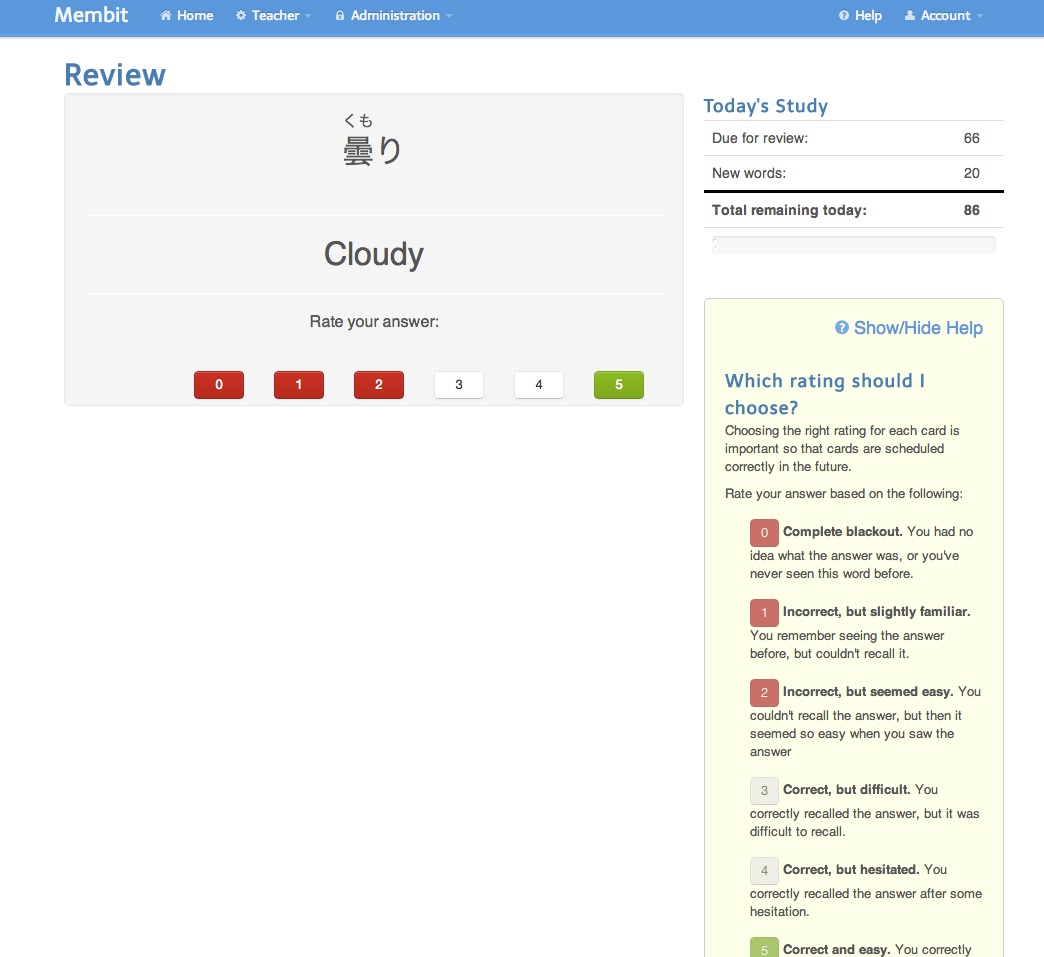 Membit Home Teacher Administration Help Account
Review
くも
曇り
Cloudy
Rate your answer:
0 1 2 3 4 5
Today's Study
Due for review: 66
New words: 20
Total remaining today: 86
Show/Hide Help
Which rating should I
choose?
Choosing the right rating for each card is
important so that cards are scheduled
correctly in the future.
Rate your answer based on the following:
0 Complete blackout. You had no
idea what the answer was, or you've
never seen this word before.
1 Incorrect, but slightly familiar.
You remember seeing the answer
before, but couldn't recall it.
2 Incorrect, but seemed easy. You
couldn't recall the answer, but then it
seemed so easy when you saw the
answer
3 Correct, but difficult. You
correctly recalled the answer, but it was
difficult to recall.
4 Correct, but hesitated. You
correctly recalled the answer after some
hesitation.
5 Correct and easy. You correctly